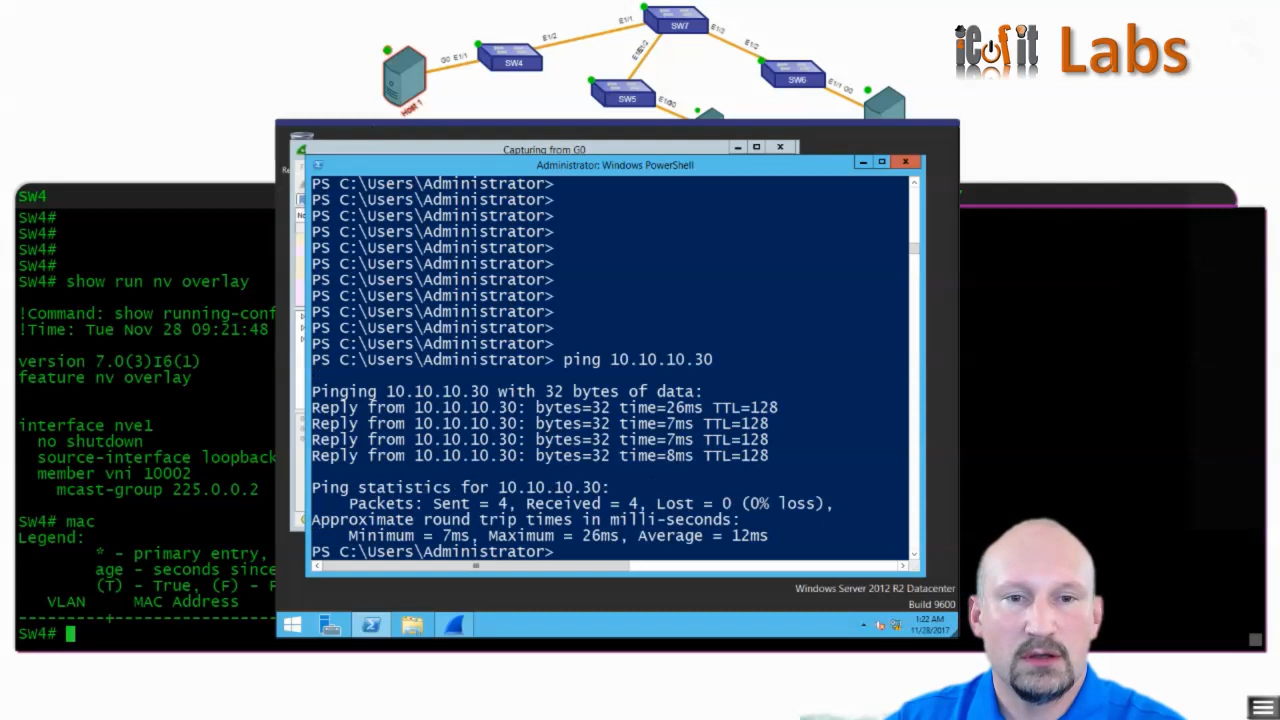 ieofit Labs
E1/1
SW7
E1/2
E1/2
G0 E1/1
SW4
E1/2
SW6
E1/1 G0
SW5
Host 1
Capturing from G0
Administrator: Windows PowerShell
PS C:\Users\Administrator>
PS C:\Users\Administrator>
PS C:\Users\Administrator>
PS C:\Users\Administrator>
PS C:\Users\Administrator>
PS C:\Users\Administrator>
PS C:\Users\Administrator>
PS C:\Users\Administrator>
PS C:\Users\Administrator>
PS C:\Users\Administrator>
PS C:\Users\Administrator>
PS C:\Users\Administrator> ping 10.10.10.30
Pinging 10.10.10.30 with 32 bytes of data:
Reply from 10.10.10.30: bytes=32 time=26ms TTL=128
Reply from 10.10.10.30: bytes=32 time=7ms TTL=128
Reply from 10.10.10.30: bytes=32 time=7ms TTL=128
Reply from 10.10.10.30: bytes=32 time=8ms TTL=128
Ping statistics for 10.10.10.30:
Packets: Sent = 4, Received = 4, Lost = 0 (0% loss),
Approximate round trip times in milli-seconds:
Minimum = 7ms, Maximum = 26ms, Average = 12ms
PS C:\Users\Administrator>
Windows Server 2012 R2 Datacenter
Build 9600
1:22 AM
11/28/2017
SW4
SW4#
SW4#
SW4#
SW4#
SW4# show run nv overlay
!Command: show running-conf
!Time: Tue Nov 28 09:21:48
version 7.0(3)I6(1)
feature nv overlay
interface nve1
no shutdown
source-interface loopback
member vni 10002
mcast-group 225.0.0.2
SW4# mac
Legend:
* - primary entry,
age - seconds since
(T) - True, (F) - F
VLAN MAC Address
---------+-----------------
SW4#